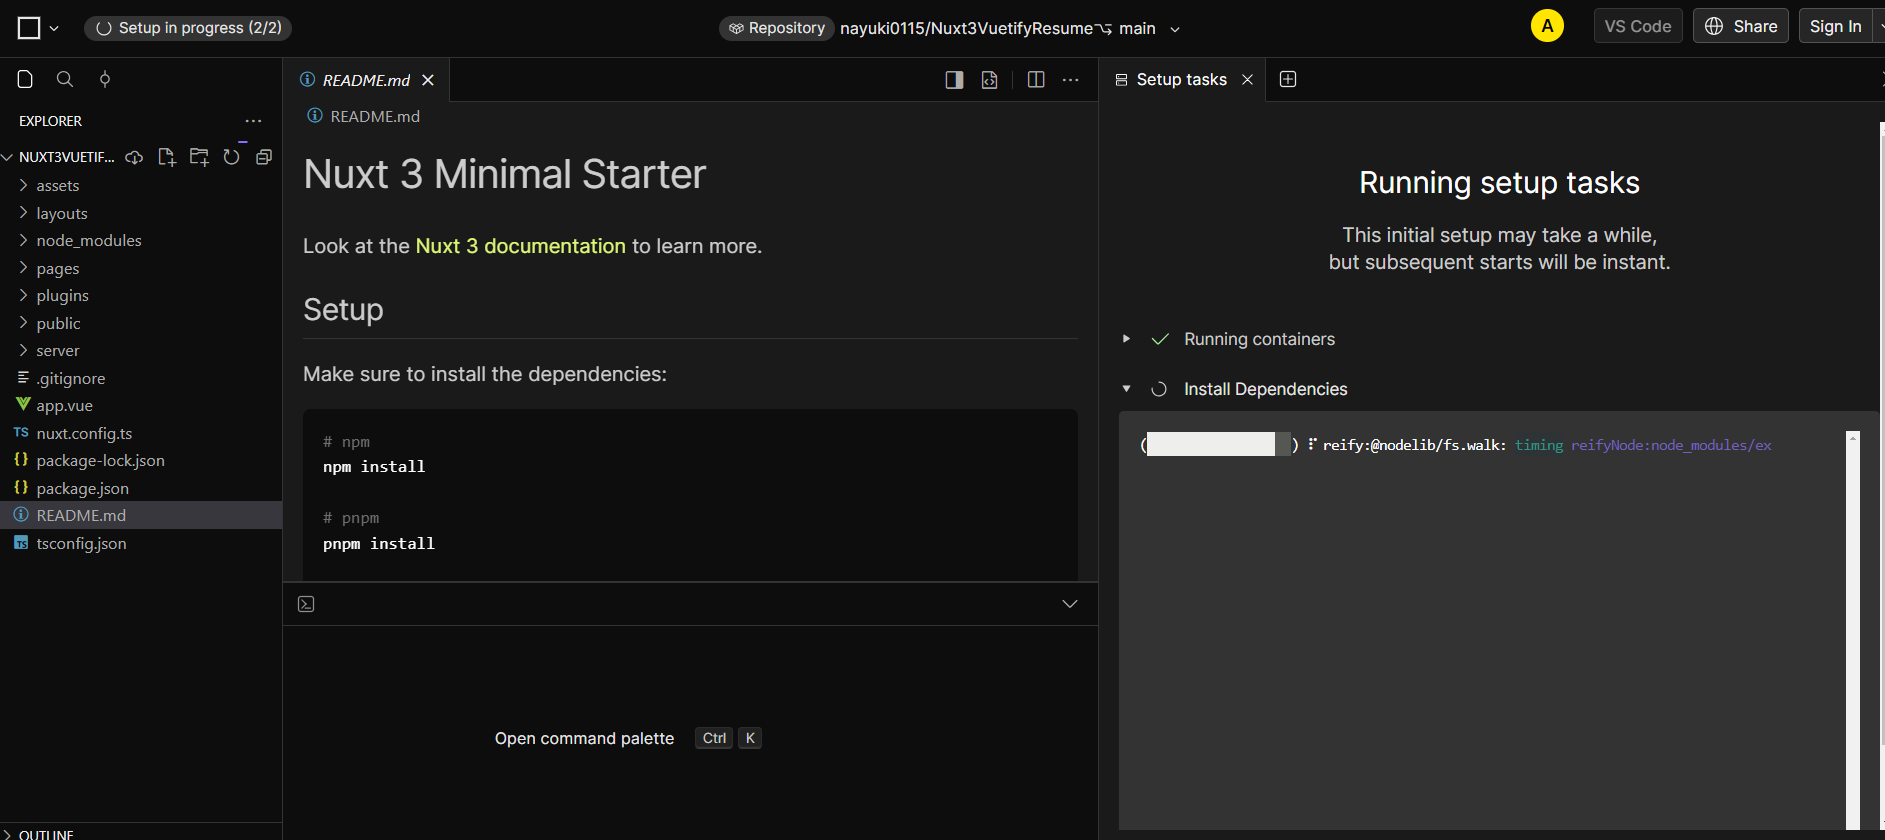 Setup in progress (2/2)
Repository nayuki0115/Nuxt3VuetifyResume main
A
VS Code
Share
Sign In
EXPLORER
NUXT3VUETIF...
assets
layouts
node_modules
pages
plugins
public
server
.gitignore
app.vue
TS nuxt.config.ts
{} package-lock.json
{} package.json
README.md
TS tsconfig.json
OUTLINE
README.md
README.md
Nuxt 3 Minimal Starter
Look at the Nuxt 3 documentation to learn more.
Setup
Make sure to install the dependencies:
# npm
npm install
# pnpm
pnpm install
Open command palette Ctrl K
Setup tasks
Running setup tasks
This initial setup may take a while,
but subsequent starts will be instant.
Running containers
Install Dependencies
( ) ⠏ reify:@nodelib/fs.walk: timing reifyNode:node_modules/ex